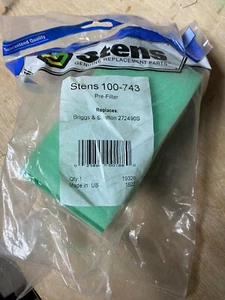 Guaranteed Quality
Stens
GENUINE REPLACEMENT PARTS
Stens 100-743
Pre-Filter
Replaces:
Briggs & Stratton 272490S
Qty:1
Made in US